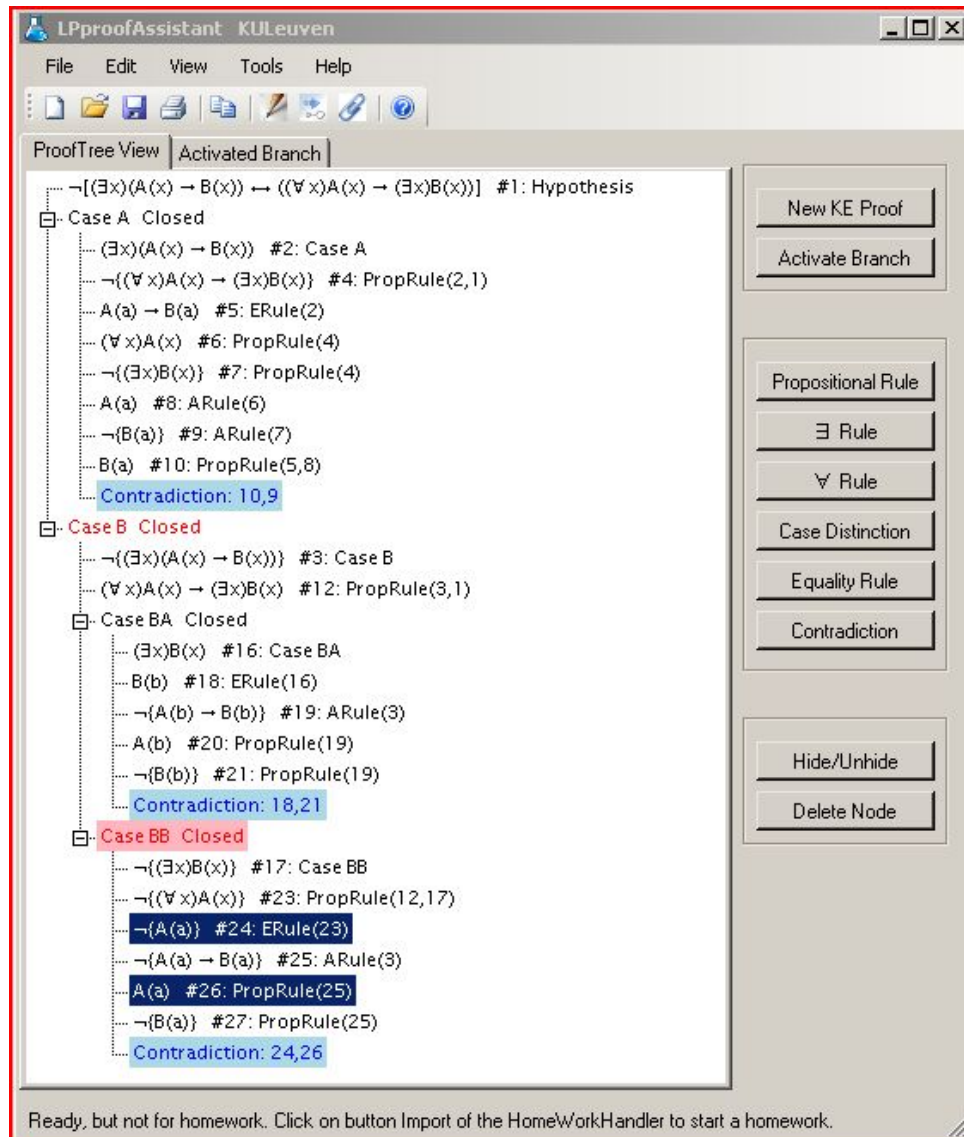 LPproofAssistant KULeuven
File Edit View Tools Help
ProofTree View Activated Branch
¬[(∃x)(A(x) → B(x)) ↔ ((∀x)A(x) → (∃x)B(x))] #1: Hypothesis
Case A Closed
(∃x)(A(x) → B(x)) #2: Case A
¬{(∀x)A(x) → (∃x)B(x)} #4: PropRule(2,1)
A(a) → B(a) #5: ERule(2)
(∀x)A(x) #6: PropRule(4)
¬{(∃x)B(x)} #7: PropRule(4)
A(a) #8: ARule(6)
¬{B(a)} #9: ARule(7)
B(a) #10: PropRule(5,8)
Contradiction: 10,9
Case B Closed
¬{(∃x)(A(x) → B(x))} #3: Case B
(∀x)A(x) → (∃x)B(x) #12: PropRule(3,1)
Case BA Closed
(∃x)B(x) #16: Case BA
B(b) #18: ERule(16)
¬{A(b) → B(b)} #19: ARule(3)
A(b) #20: PropRule(19)
¬{B(b)} #21: PropRule(19)
Contradiction: 18,21
Case BB Closed
¬{(∃x)B(x)} #17: Case BB
¬{(∀x)A(x)} #23: PropRule(12,17)
¬{A(a)} #24: ERule(23)
¬{A(a) → B(a)} #25: ARule(3)
A(a) #26: PropRule(25)
¬{B(a)} #27: PropRule(25)
Contradiction: 24,26
New KE Proof
Activate Branch
Propositional Rule
∃ Rule
∀ Rule
Case Distinction
Equality Rule
Contradiction
Hide/Unhide
Delete Node
Ready, but not for homework. Click on button Import of the HomeWorkHandler to start a homework.